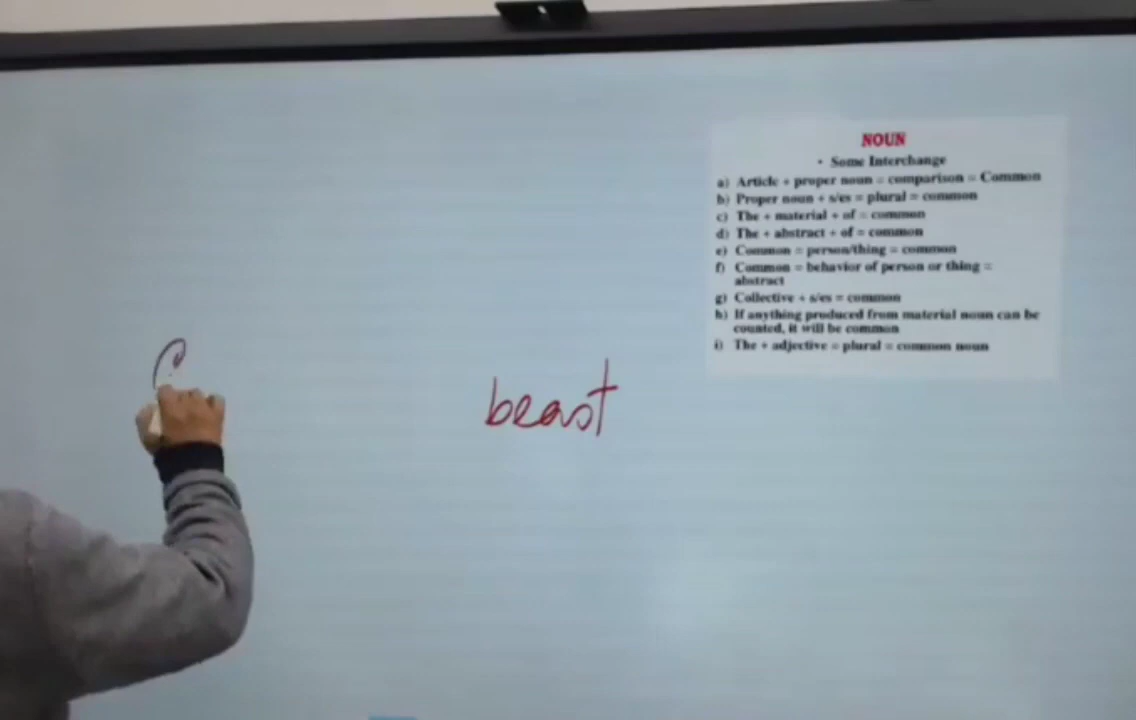 NOUN
• Some Interchange
a) Article + proper noun = comparison = Common
b) Proper noun + s/es = plural = common
c) The + material + of = common
d) The + abstract + of = common
e) Common = person/thing = common
f) Common = behavior of person or thing =
abstract
g) Collective + s/es = common
h) If anything produced from material noun can be
counted, it will be common
i) The + adjective = plural = common noun
beast